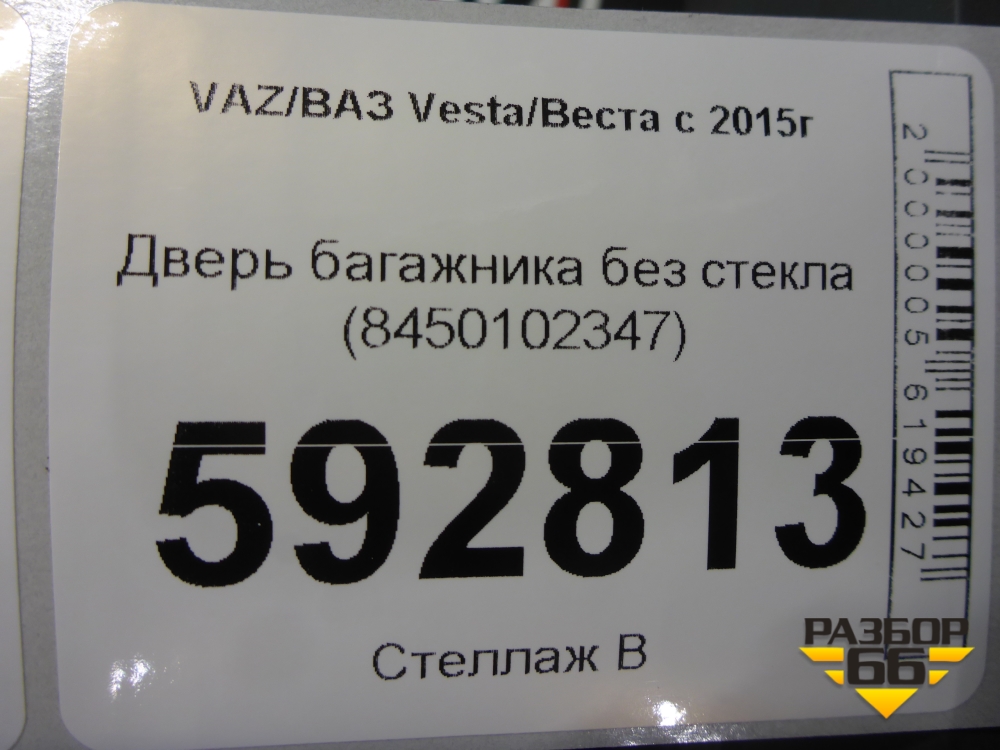 VAZ/ВАЗ Vesta/Веста с 2015г
Дверь багажника без стекла
(8450102347)
592813
Стеллаж В
2000005619427
РАЗБОР
66